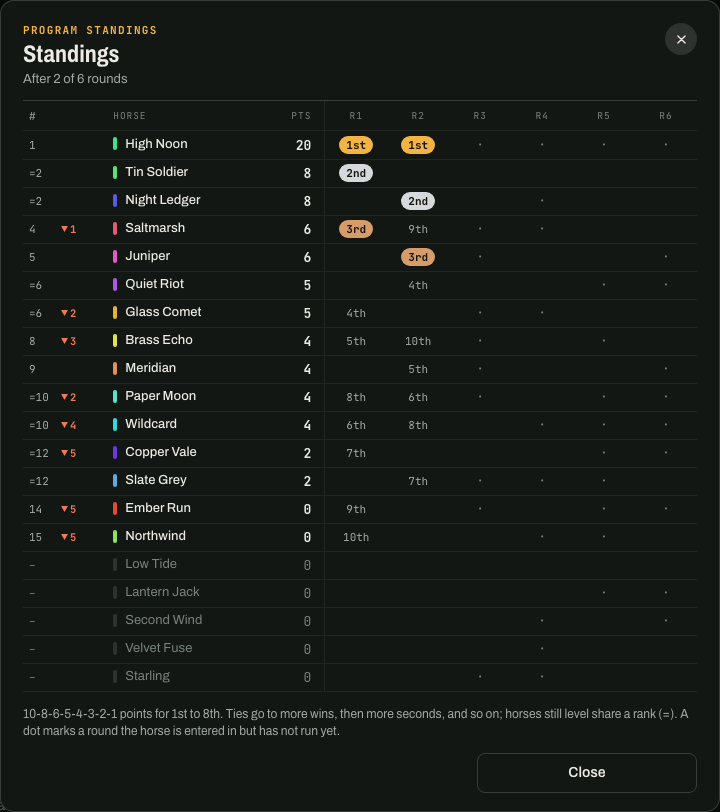 PROGRAM STANDINGS
Standings
×
After 2 of 6 rounds
# HORSE PTS R1 R2 R3 R4 R5 R6
1 High Noon 20 1st 1st · · · ·
=2 Tin Soldier 8 2nd
=2 Night Ledger 8 2nd ·
4 ▼1 Saltmarsh 6 3rd 9th · ·
5 Juniper 6 3rd · ·
=6 Quiet Riot 5 4th · ·
=6 ▼2 Glass Comet 5 4th · ·
8 ▼3 Brass Echo 4 5th 10th · ·
9 Meridian 4 5th · ·
=10 ▼2 Paper Moon 4 8th 6th · · ·
=10 ▼4 Wildcard 4 6th 8th · · ·
=12 ▼5 Copper Vale 2 7th · ·
=12 Slate Grey 2 7th · · ·
14 ▼5 Ember Run 0 9th · · ·
15 ▼5 Northwind 0 10th · ·
– Low Tide 0
– Lantern Jack 0 · ·
– Second Wind 0 · ·
– Velvet Fuse 0 ·
– Starling 0 · ·
10-8-6-5-4-3-2-1 points for 1st to 8th. Ties go to more wins, then more seconds, and so on; horses still level share a rank (=). A
dot marks a round the horse is entered in but has not run yet.
Close